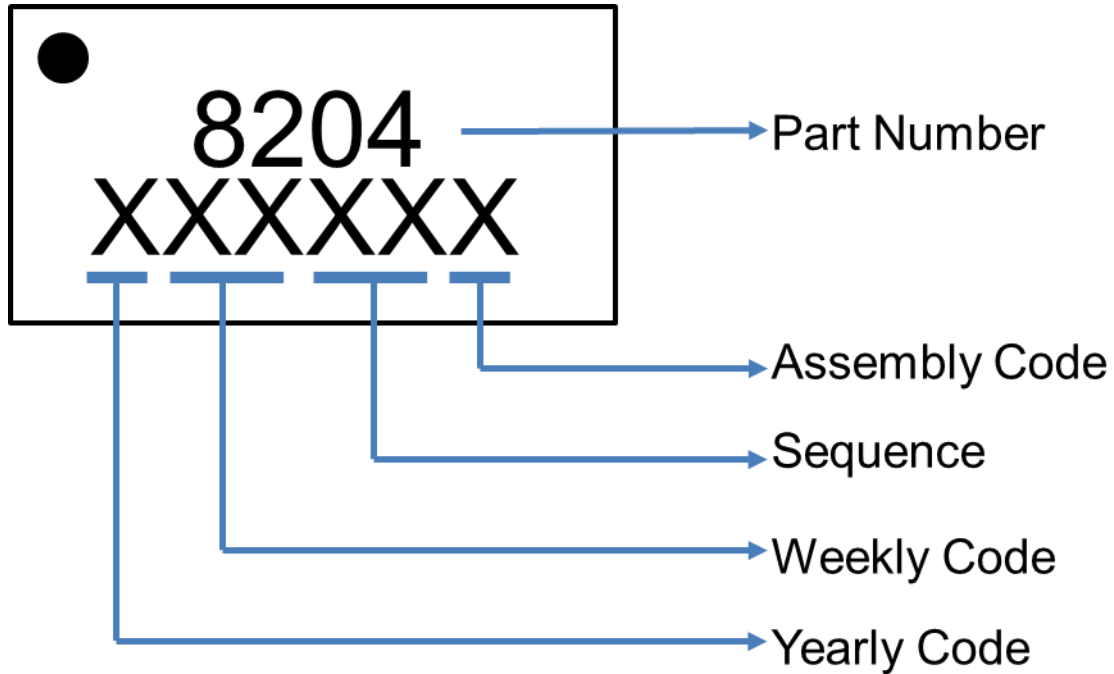 8204
XXXXXX
Part Number
Assembly Code
Sequence
Weekly Code
Yearly Code